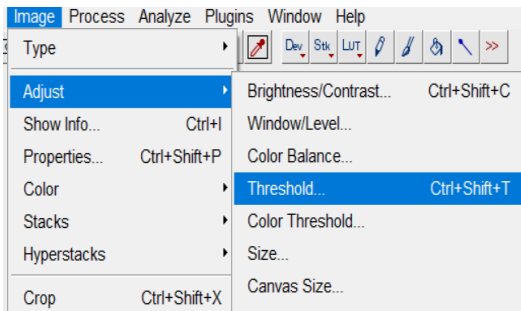 Image Process Analyze Plugins Window Help
Type
Dev Stk LUT >>
Adjust
Show Info... Ctrl+I
Properties... Ctrl+Shift+P
Color
Stacks
Hyperstacks
Crop Ctrl+Shift+X
Brightness/Contrast... Ctrl+Shift+C
Window/Level...
Color Balance...
Threshold... Ctrl+Shift+T
Color Threshold...
Size...
Canvas Size...